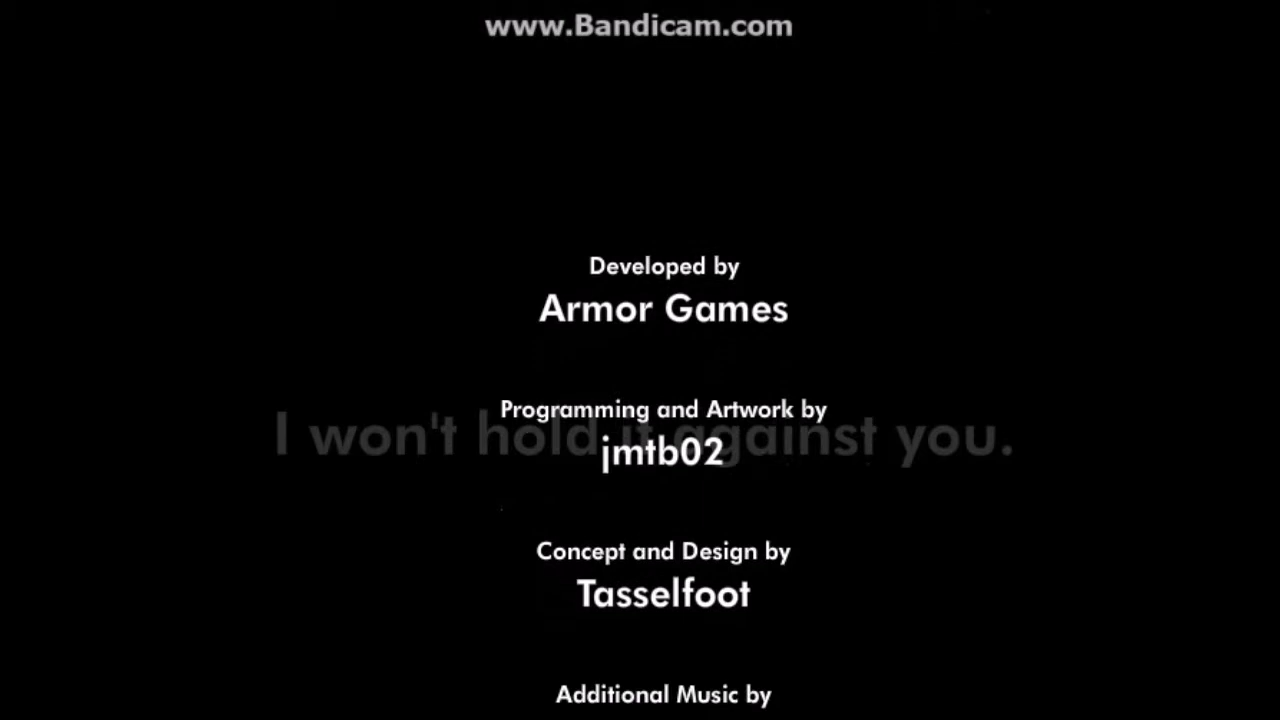 www.Bandicam.com
Developed by
Armor Games
Programming and Artwork by
I won't hold it against you.
jmtb02
Concept and Design by
Tasselfoot
Additional Music by